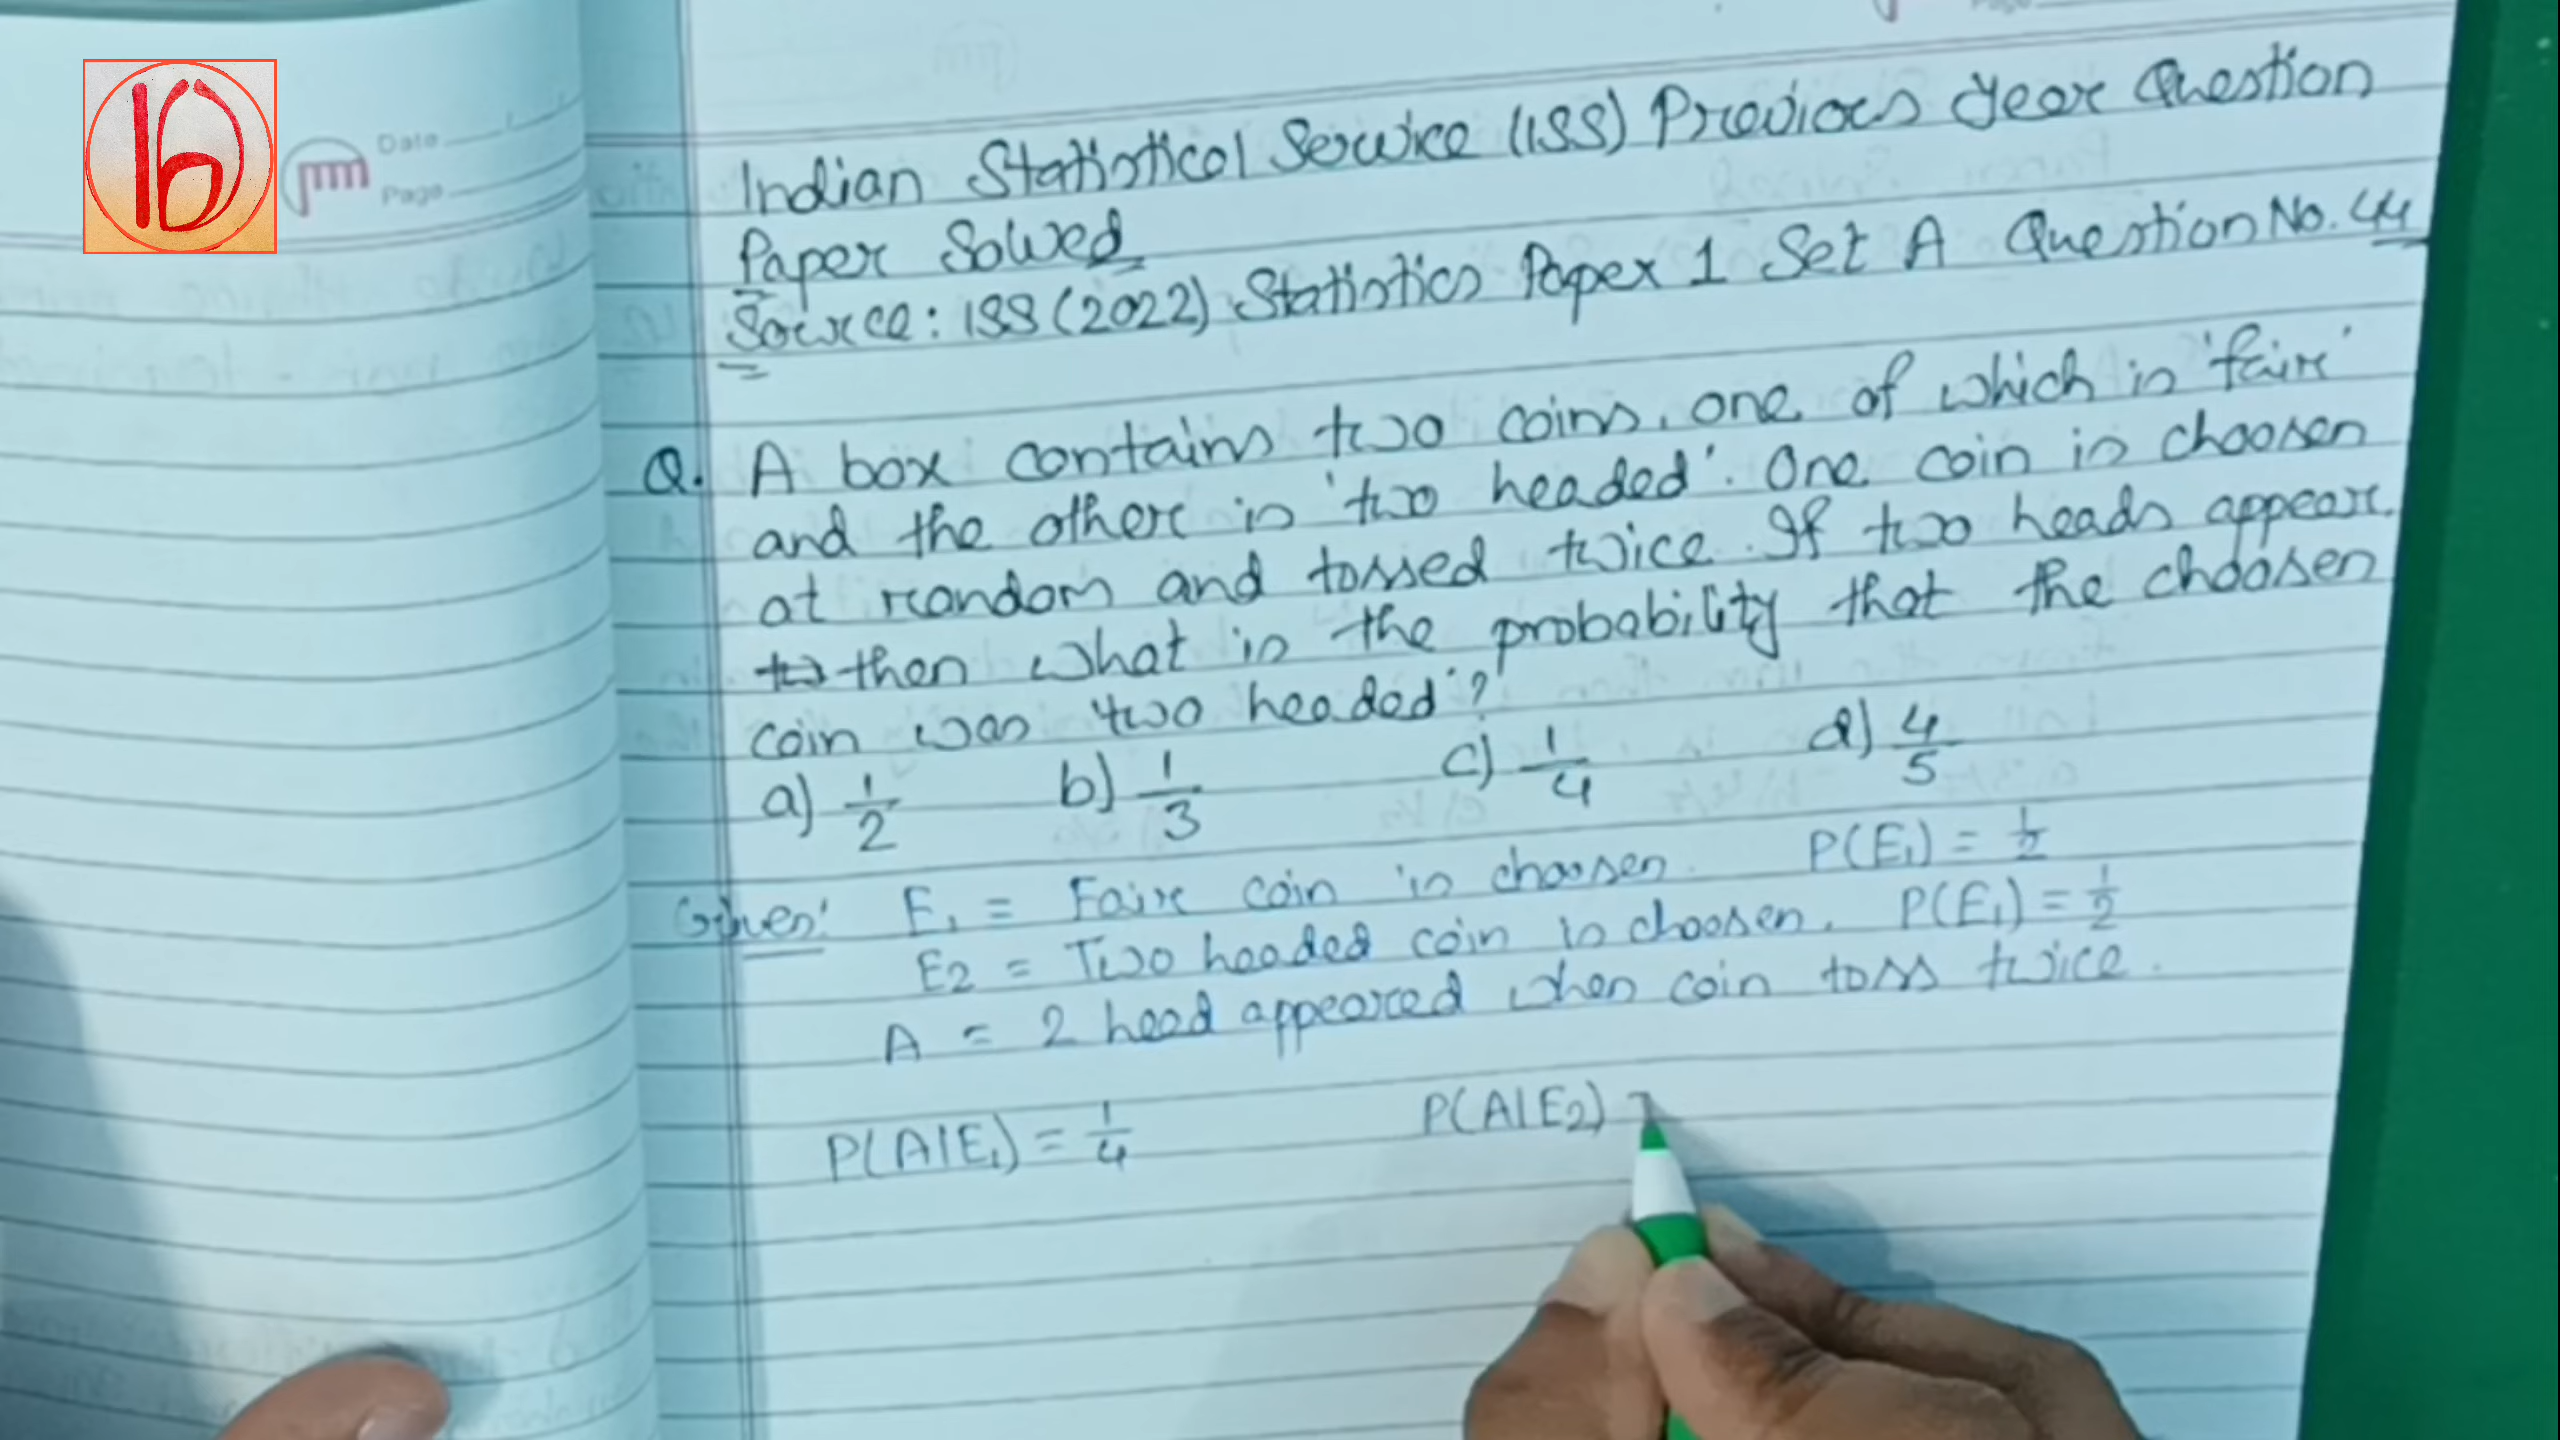 Date
Page
Indian Statistical Service (ISS) Previous Year Question
Paper Solved
Source: ISS (2022) Statistics Paper 1 Set A Question No. 44
Q. A box contains two coins, one of which is 'fair'
and the other is 'two headed'. One coin is choosen
at random and tossed twice. If two heads appear
then what is the probability that the choosen
coin was 'two headed'?
a) 1/2 b) 1/3 c) 1/4 d) 4/5
Given: E1 = Fair coin is choosen. P(E1) = 1/2
E2 = Two headed coin is choosen. P(E1) = 1/2
A = 2 head appeared when coin toss twice.
P(A|E1) = 1/4 P(A|E2) =